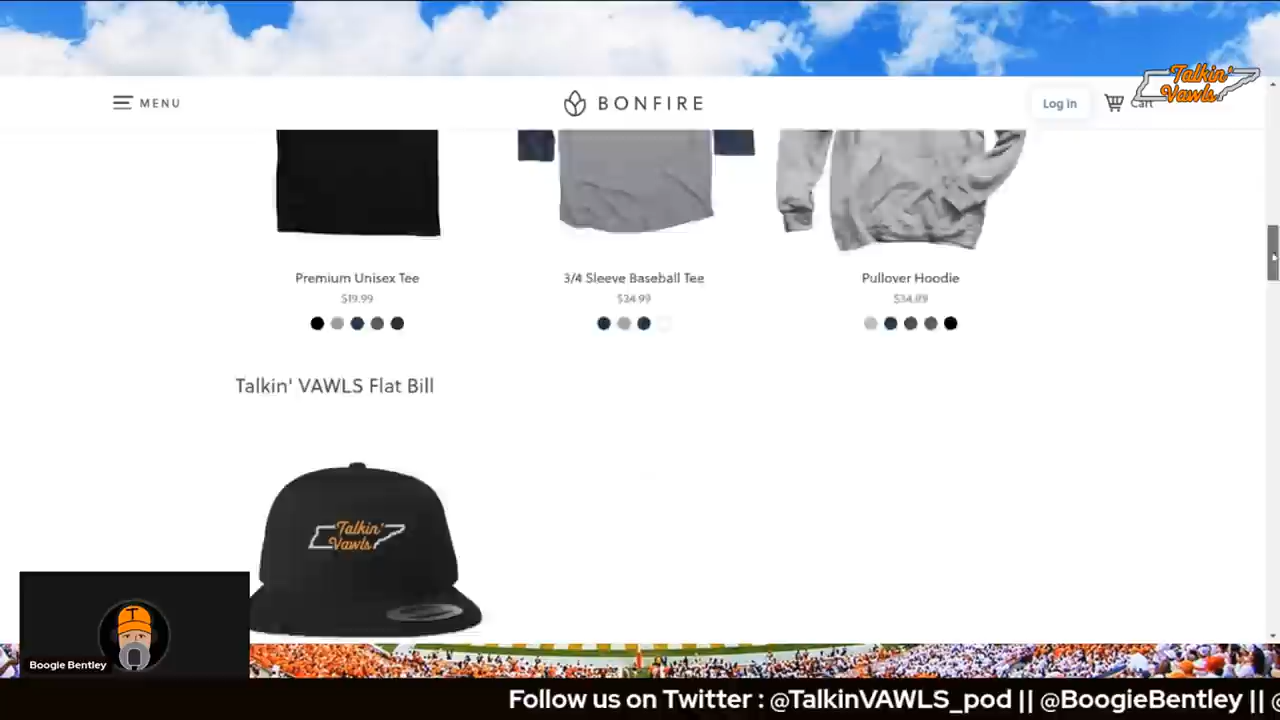 Talkin'
Vawls
MENU
BONFIRE
Log in
Cart
Premium Unisex Tee
3/4 Sleeve Baseball Tee
Pullover Hoodie
$19.99
$24.99
Talkin' VAWLS Flat Bill
Talkin'
Vawls
T
Boogie Bentley
Follow us on Twitter : @TalkinVAWLS_pod || @BoogieBentley || @